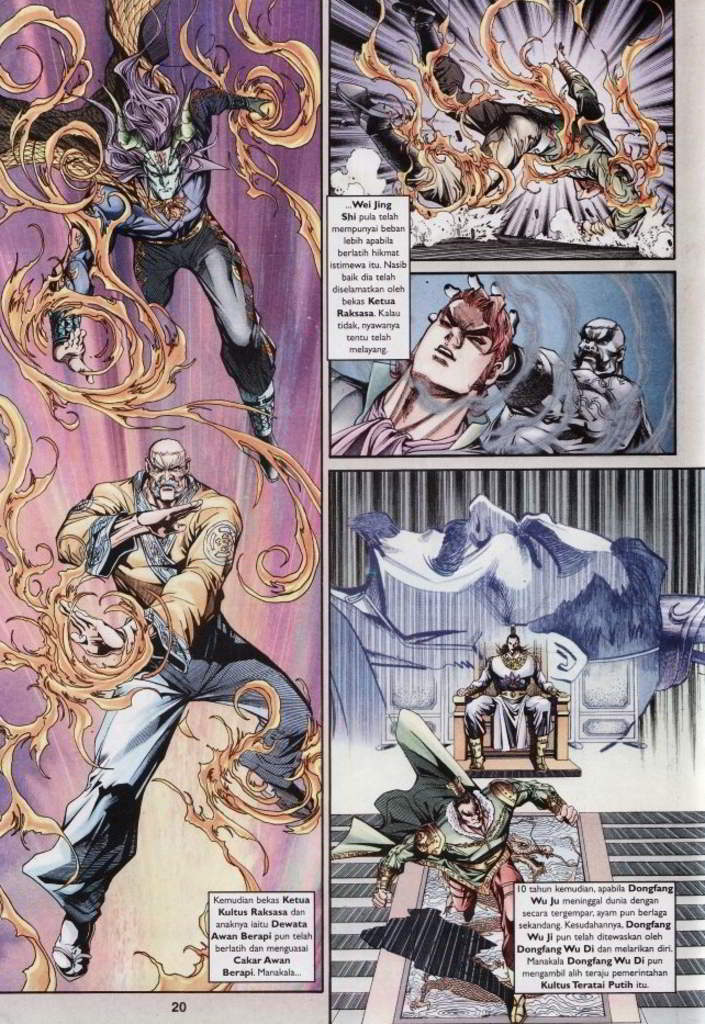 Kemudian bekas Ketua
Kultus Raksasa dan
anaknya iaitu Dewata
Awan Berapi pun telah
berlatih dan menguasai
Cakar Awan
Berapi. Manakala...
...Wei Jing
Shi pula telah
mempunyai beban
lebih apabila
berlatih hikmat
istimewa itu. Nasib
baik dia telah
diselamatkan oleh
bekas Ketua
Raksasa. Kalau
tidak, nyawanya
tentu telah
melayang.
10 tahun kemudian, apabila Dongfang
Wu Ju meninggal dunia dengan
secara tergempar, ayam pun berlaga
sekandang. Kesudahannya, Dongfang
Wu Ji pun telah ditewaskan oleh
Dongfang Wu Di dan melarikan diri.
Manakala Dongfang Wu Di pun
mengambil alih teraju pemerintahan
Kultus Teratai Putih itu.
20